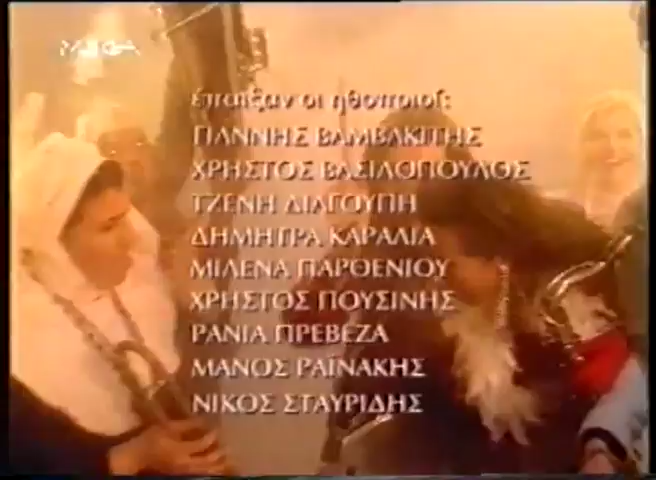 MEGA
έπαιξαν οι ηθοποιοί:
ΓΙΑΝΝΗΣ ΒΑΜΒΑΚΙΤΗΣ
ΧΡΗΣΤΟΣ ΒΑΣΙΛΟΠΟΥΛΟΣ
ΤΖΕΝΗ ΔΙΑΓΟΥΠΗ
ΔΗΜΗΤΡΑ ΚΑΡΑΛΙΑ
ΜΙΛΕΝΑ ΠΑΡΘΕΝΙΟΥ
ΧΡΗΣΤΟΣ ΠΟΥΣΙΝΗΣ
ΡΑΝΙΑ ΠΡΕΒΕΖΑ
ΜΑΝΟΣ ΡΑΪΝΑΚΗΣ
ΝΙΚΟΣ ΣΤΑΥΡΙΔΗΣ